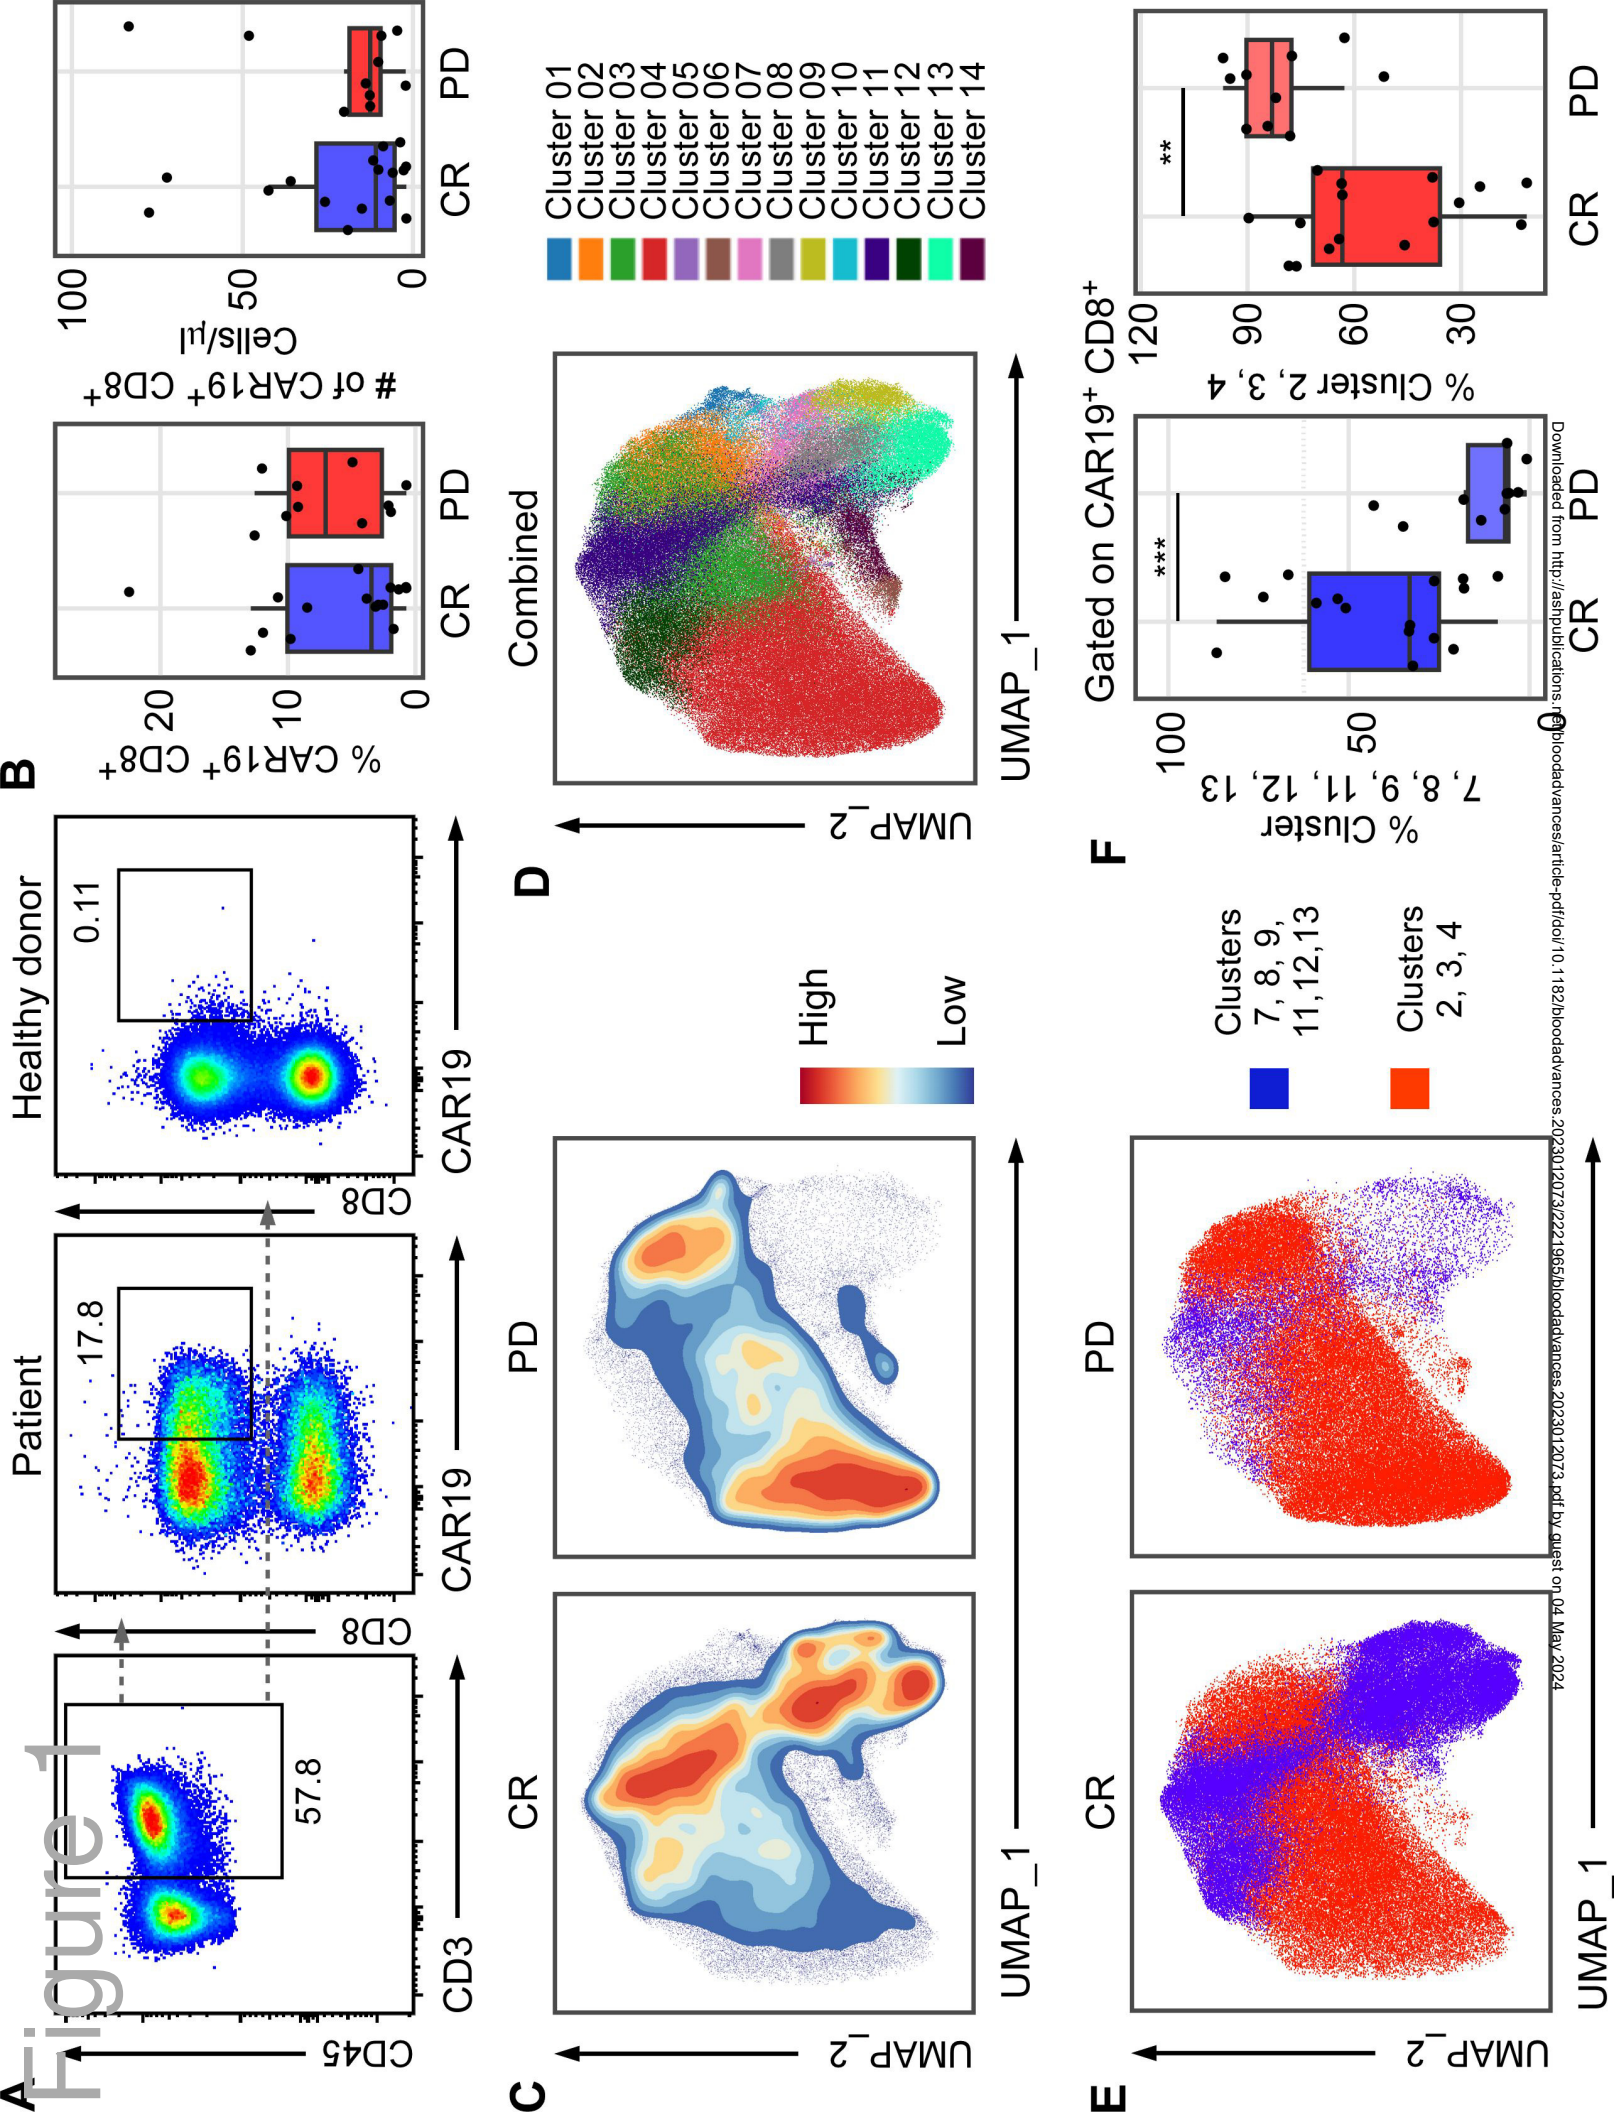 Figure 1
A
Patient
Healthy donor
CD45
CD3
57.8
CD8
CAR19
17.8
CD8
CAR19
0.11
B
% CAR19+ CD8+
0
10
20
CR
PD
# of CAR19+ CD8+
Cells/µl
0
50
100
CR
PD
C
CR
PD
UMAP_2
UMAP_1
High
Low
D
Combined
UMAP_2
UMAP_1
Cluster 01
Cluster 02
Cluster 03
Cluster 04
Cluster 05
Cluster 06
Cluster 07
Cluster 08
Cluster 09
Cluster 10
Cluster 11
Cluster 12
Cluster 13
Cluster 14
E
CR
PD
UMAP_2
UMAP_1
Clusters
7, 8, 9,
11,12,13
Clusters
2, 3, 4
F
Gated on CAR19+ CD8+
% Cluster
7, 8, 9, 11, 12, 13
0
50
100
***
CR
PD
% Cluster 2, 3, 4
30
60
90
120
**
CR
PD
Downloaded from http://ashpublications.net/bloodadvances/article-pdf/doi/10.1182/bloodadvances.2023012073/2221965/bloodadvances.2023012073.pdf by guest on 04 May 2024